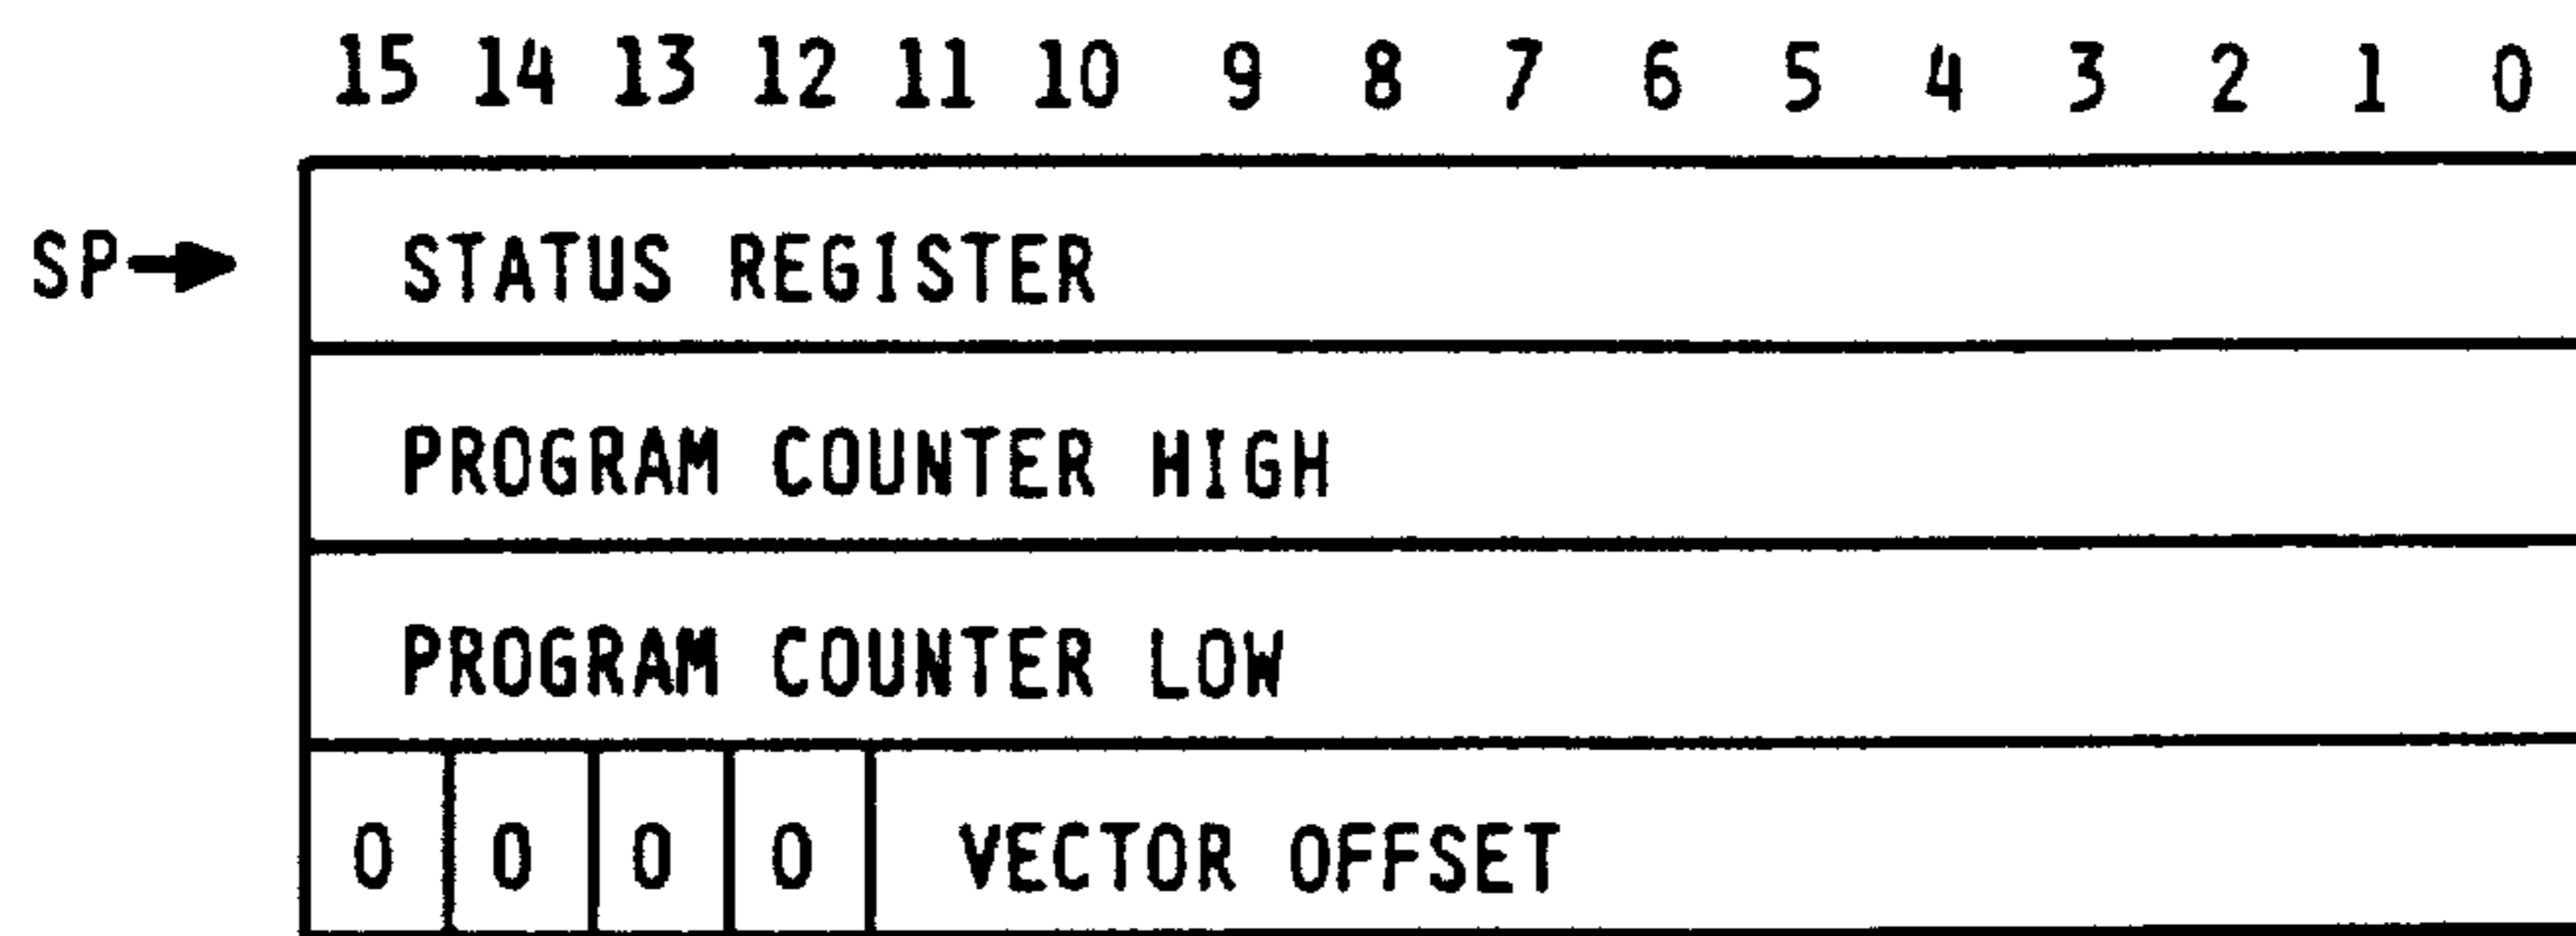 15 14 13 12 11 10 9 8 7 6 5 4 3 2 1 0
SP STATUS REGISTER
PROGRAM COUNTER HIGH
PROGRAM COUNTER LOW
0 0 0 0 VECTOR OFFSET